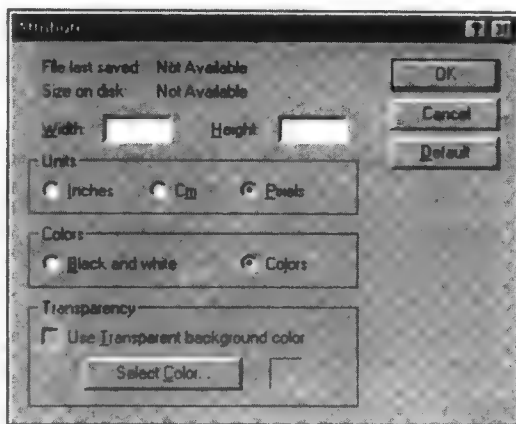 Attributes
File last saved: Not Available
Size on disk: Not Available
Width:
Height:
Units
Inches
Cm
Pixels
Colors
Black and white
Colors
Transparency
Use Transparent background color
Select Color...
OK
Cancel
Default